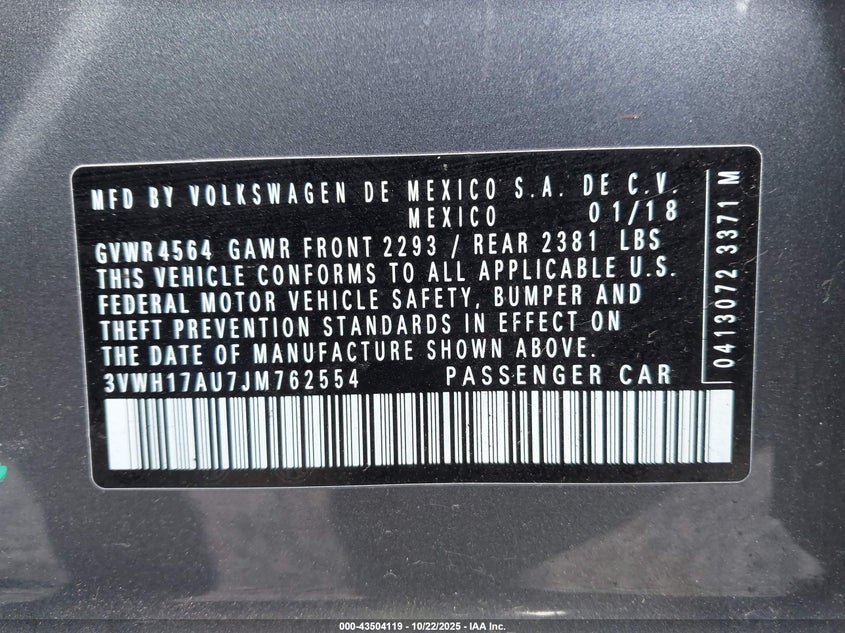 MFD BY VOLKSWAGEN DE MEXICO S.A. DE C.V.
MEXICO 01/18
GVWR 4564 GAWR FRONT 2293 / REAR 2381 LBS
THIS VEHICLE CONFORMS TO ALL APPLICABLE U.S.
FEDERAL MOTOR VEHICLE SAFETY, BUMPER AND
THEFT PREVENTION STANDARDS IN EFFECT ON
THE DATE OF MANUFACTURE SHOWN ABOVE.
3VWH17AU7JM762554 PASSENGER CAR
0413072 3371 M
000-43504119 - 10/22/2025 - IAA Inc.